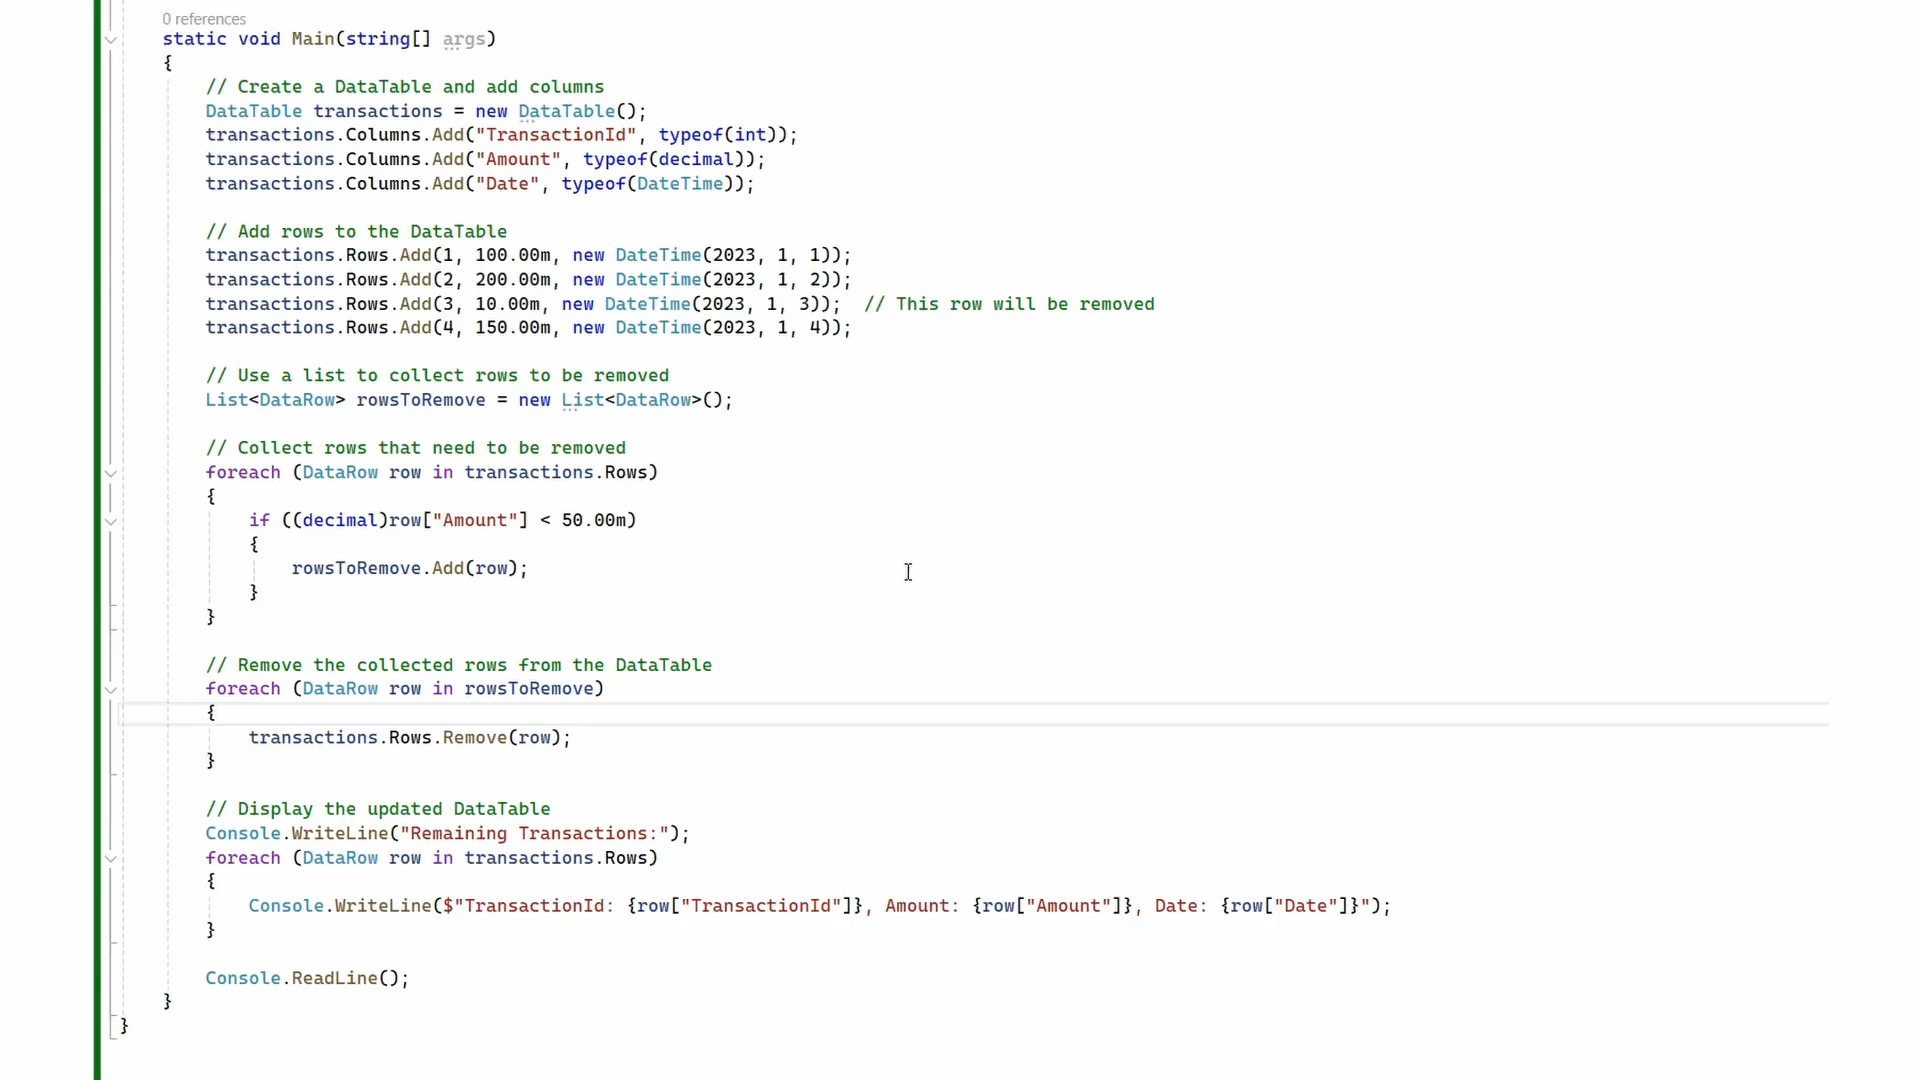 0 references
static void Main(string[] args)
{
// Create a DataTable and add columns
DataTable transactions = new DataTable();
transactions.Columns.Add("TransactionId", typeof(int));
transactions.Columns.Add("Amount", typeof(decimal));
transactions.Columns.Add("Date", typeof(DateTime));
// Add rows to the DataTable
transactions.Rows.Add(1, 100.00m, new DateTime(2023, 1, 1));
transactions.Rows.Add(2, 200.00m, new DateTime(2023, 1, 2));
transactions.Rows.Add(3, 10.00m, new DateTime(2023, 1, 3));  // This row will be removed
transactions.Rows.Add(4, 150.00m, new DateTime(2023, 1, 4));
// Use a list to collect rows to be removed
List<DataRow> rowsToRemove = new List<DataRow>();
// Collect rows that need to be removed
foreach (DataRow row in transactions.Rows)
{
if ((decimal)row["Amount"] < 50.00m)
{
rowsToRemove.Add(row);
}
}
// Remove the collected rows from the DataTable
foreach (DataRow row in rowsToRemove)
{
transactions.Rows.Remove(row);
}
// Display the updated DataTable
Console.WriteLine("Remaining Transactions:");
foreach (DataRow row in transactions.Rows)
{
Console.WriteLine($"TransactionId: {row["TransactionId"]}, Amount: {row["Amount"]}, Date: {row["Date"]}");
}
Console.ReadLine();
}
}